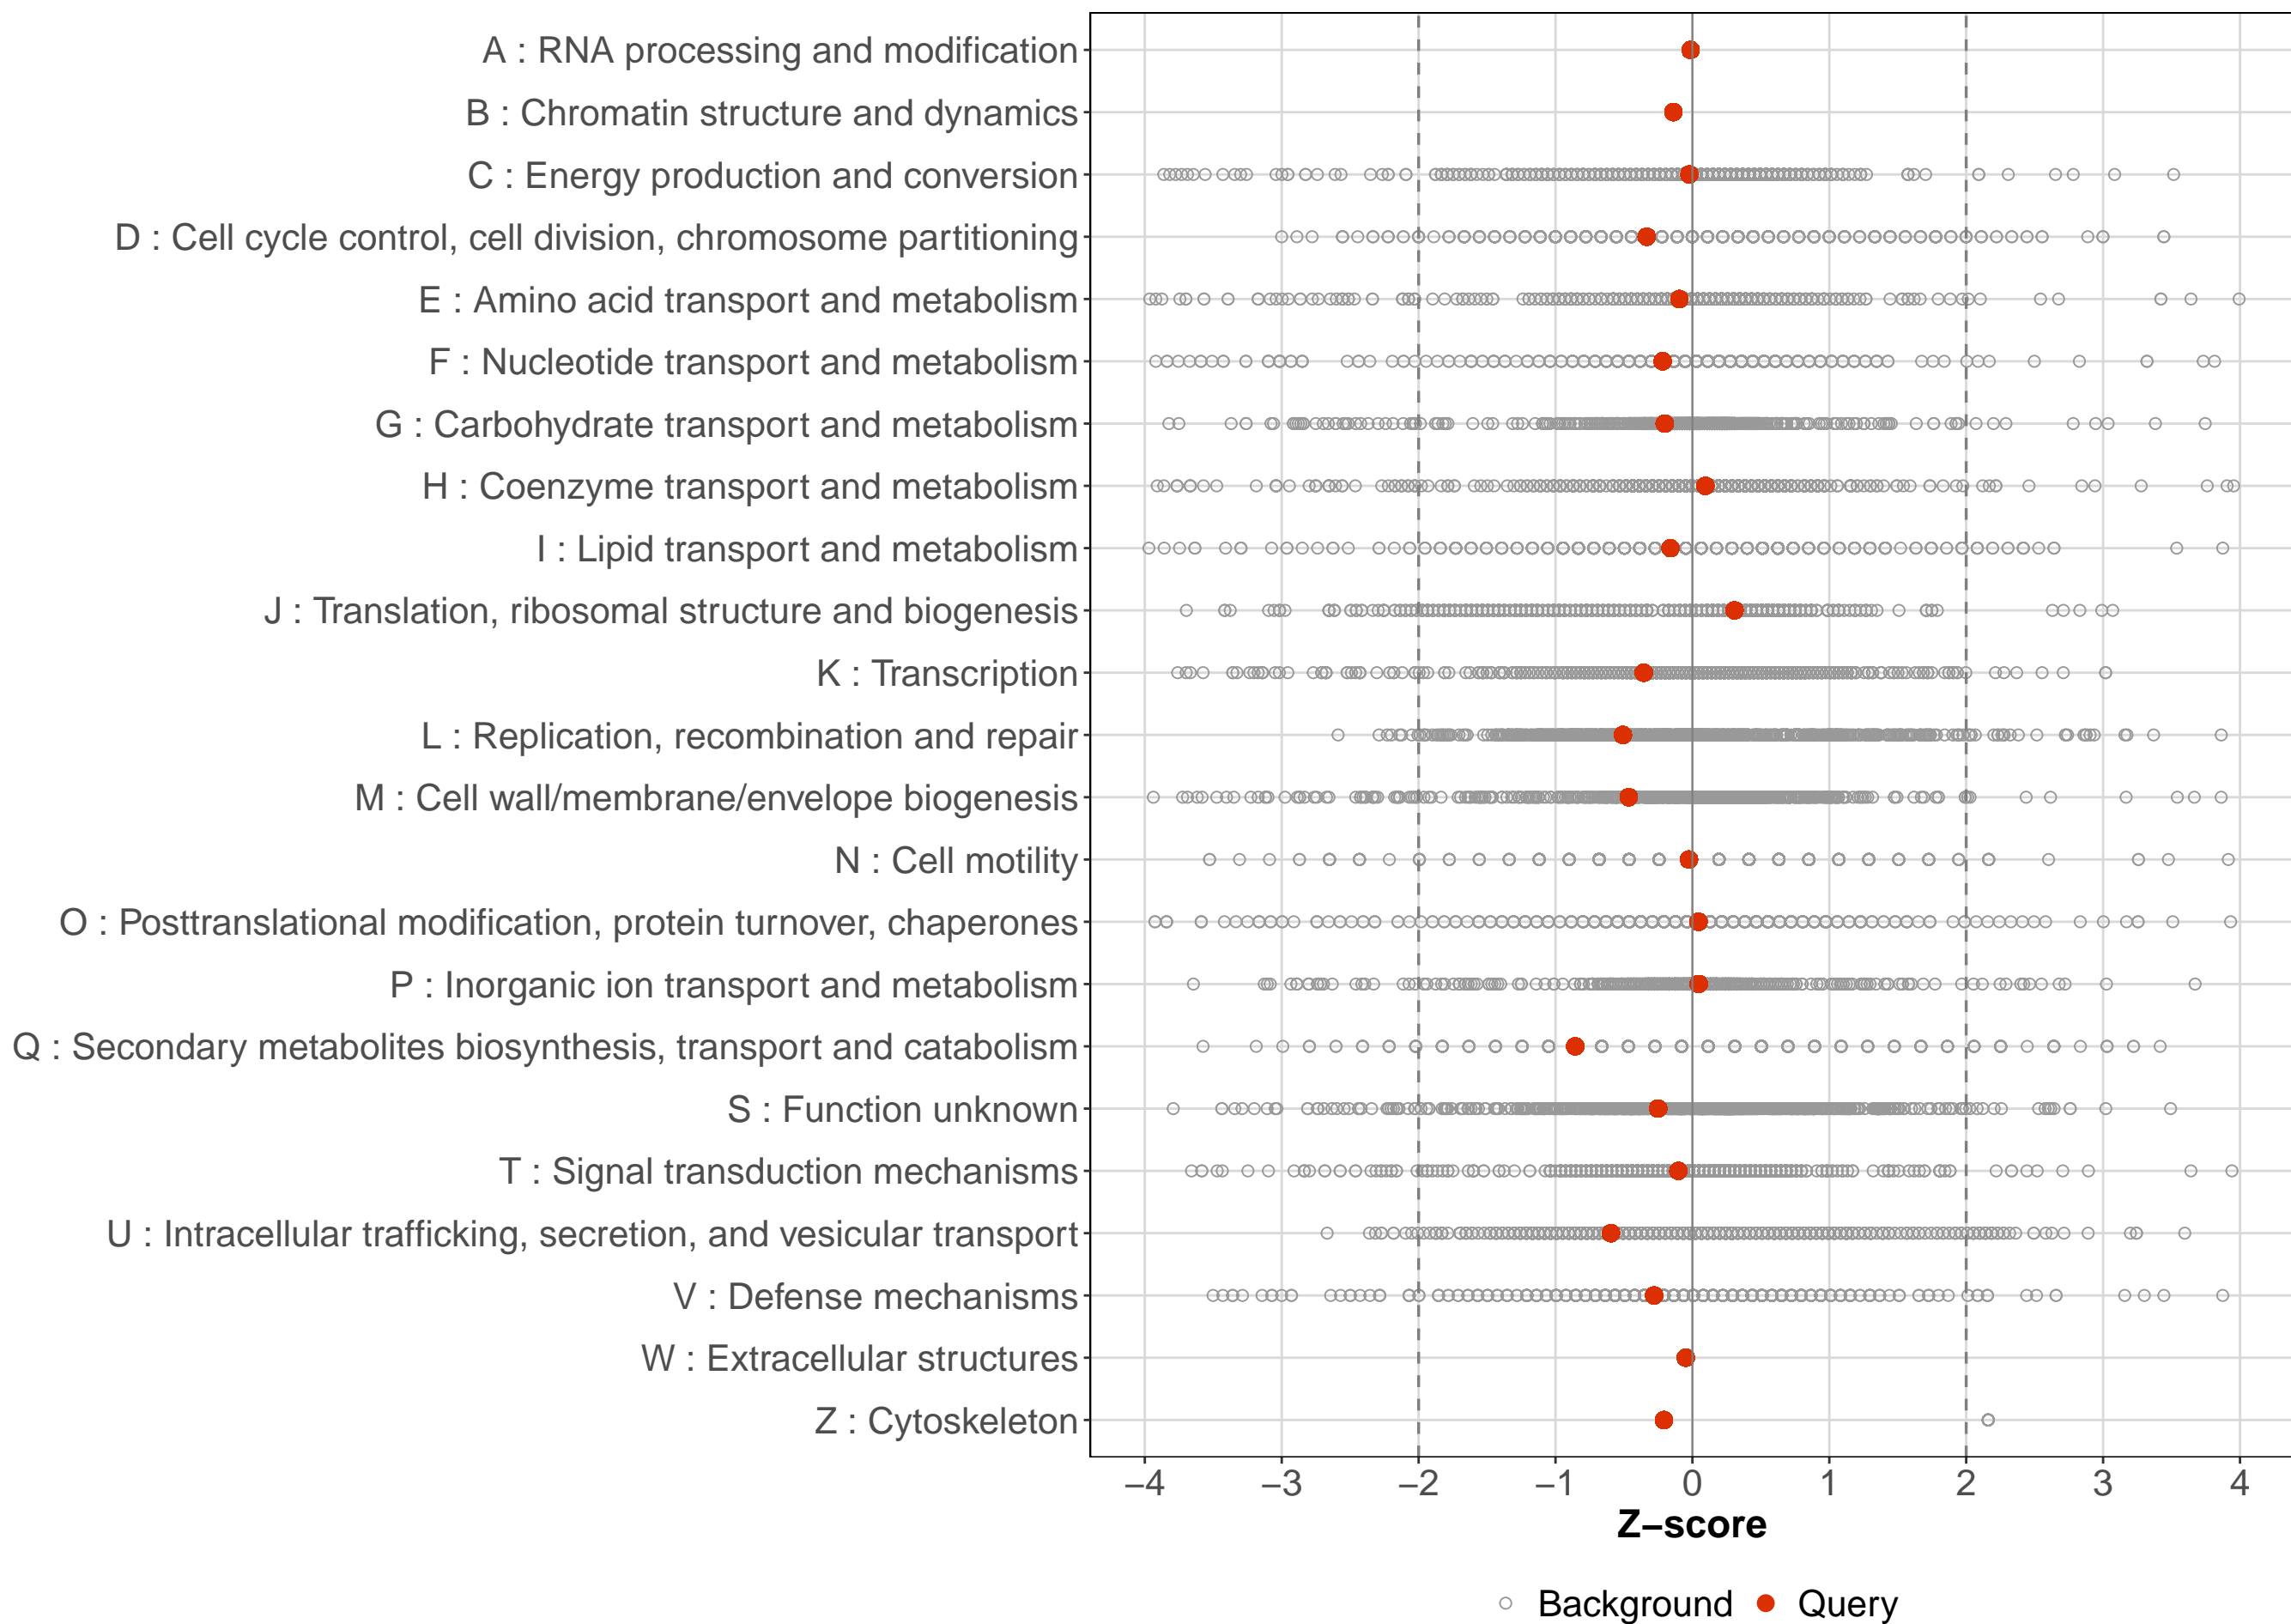 A : RNA processing and modification
B : Chromatin structure and dynamics
C : Energy production and conversion
D : Cell cycle control, cell division, chromosome partitioning
E : Amino acid transport and metabolism
F : Nucleotide transport and metabolism
G : Carbohydrate transport and metabolism
H : Coenzyme transport and metabolism
I : Lipid transport and metabolism
J : Translation, ribosomal structure and biogenesis
K : Transcription
L : Replication, recombination and repair
M : Cell wall/membrane/envelope biogenesis
N : Cell motility
O : Posttranslational modification, protein turnover, chaperones
P : Inorganic ion transport and metabolism
Q : Secondary metabolites biosynthesis, transport and catabolism
S : Function unknown
T : Signal transduction mechanisms
U : Intracellular trafficking, secretion, and vesicular transport
V : Defense mechanisms
W : Extracellular structures
Z : Cytoskeleton
−4 −3 −2 −1 0 1 2 3 4
Z−score
Background Query